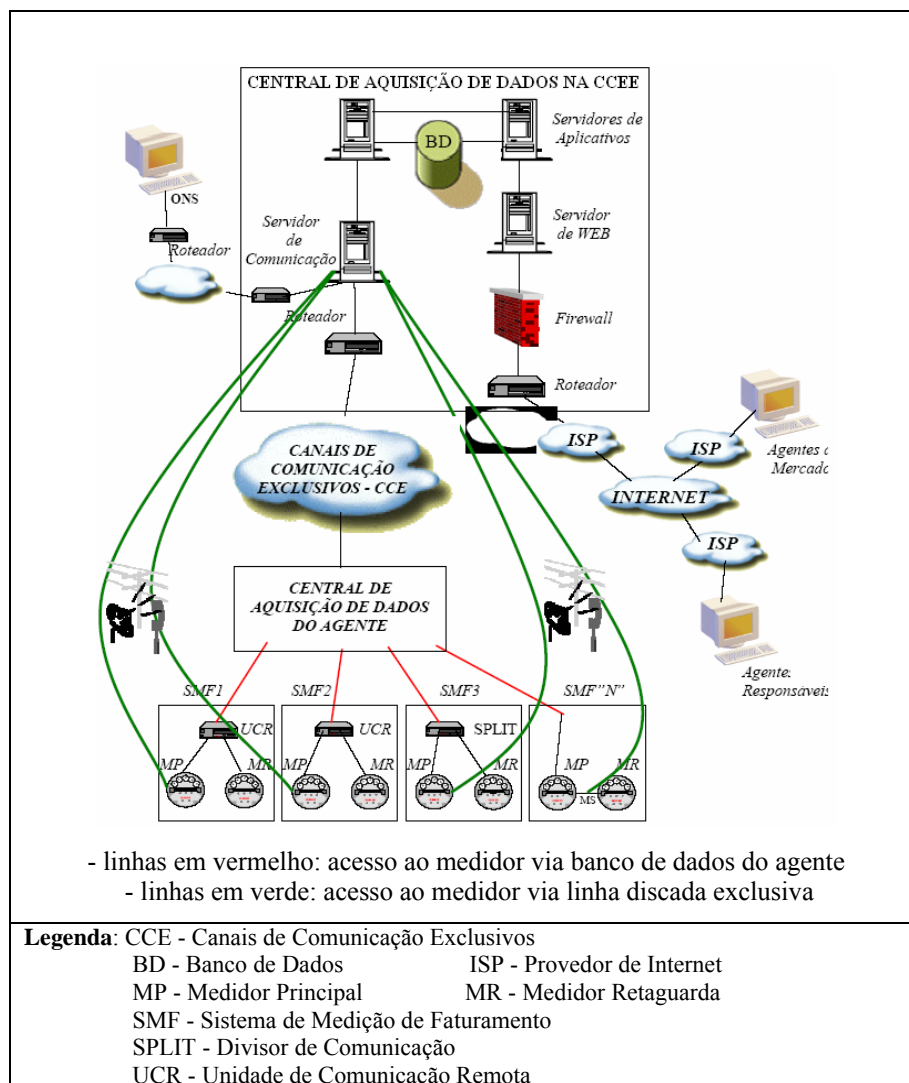 CENTRAL DE AQUISIÇÃO DE DADOS NA CCEE
Servidores de
Aplicativos
BD
ONS
Roteador
Servidor
de
Comunicação
Servidor
de WEB
Roteador
Firewall
Roteador
CANAIS DE
COMUNICAÇÃO
EXCLUSIVOS - CCE
ISP
ISP
Agentes d
Mercado
INTERNET
ISP
Agente:
Responsáveis
CENTRAL DE
AQUISIÇÃO DE DADOS
DO AGENTE
SMF1
SMF2
SMF3
SMF"N"
UCR
UCR
SPLIT
MP
MR
MP
MR
MP
MR
MP
MR
MS
- linhas em vermelho: acesso ao medidor via banco de dados do agente
- linhas em verde: acesso ao medidor via linha discada exclusiva
Legenda: CCE - Canais de Comunicação Exclusivos
BD - Banco de Dados ISP - Provedor de Internet
MP - Medidor Principal MR - Medidor Retaguarda
SMF - Sistema de Medição de Faturamento
SPLIT - Divisor de Comunicação
UCR - Unidade de Comunicação Remota